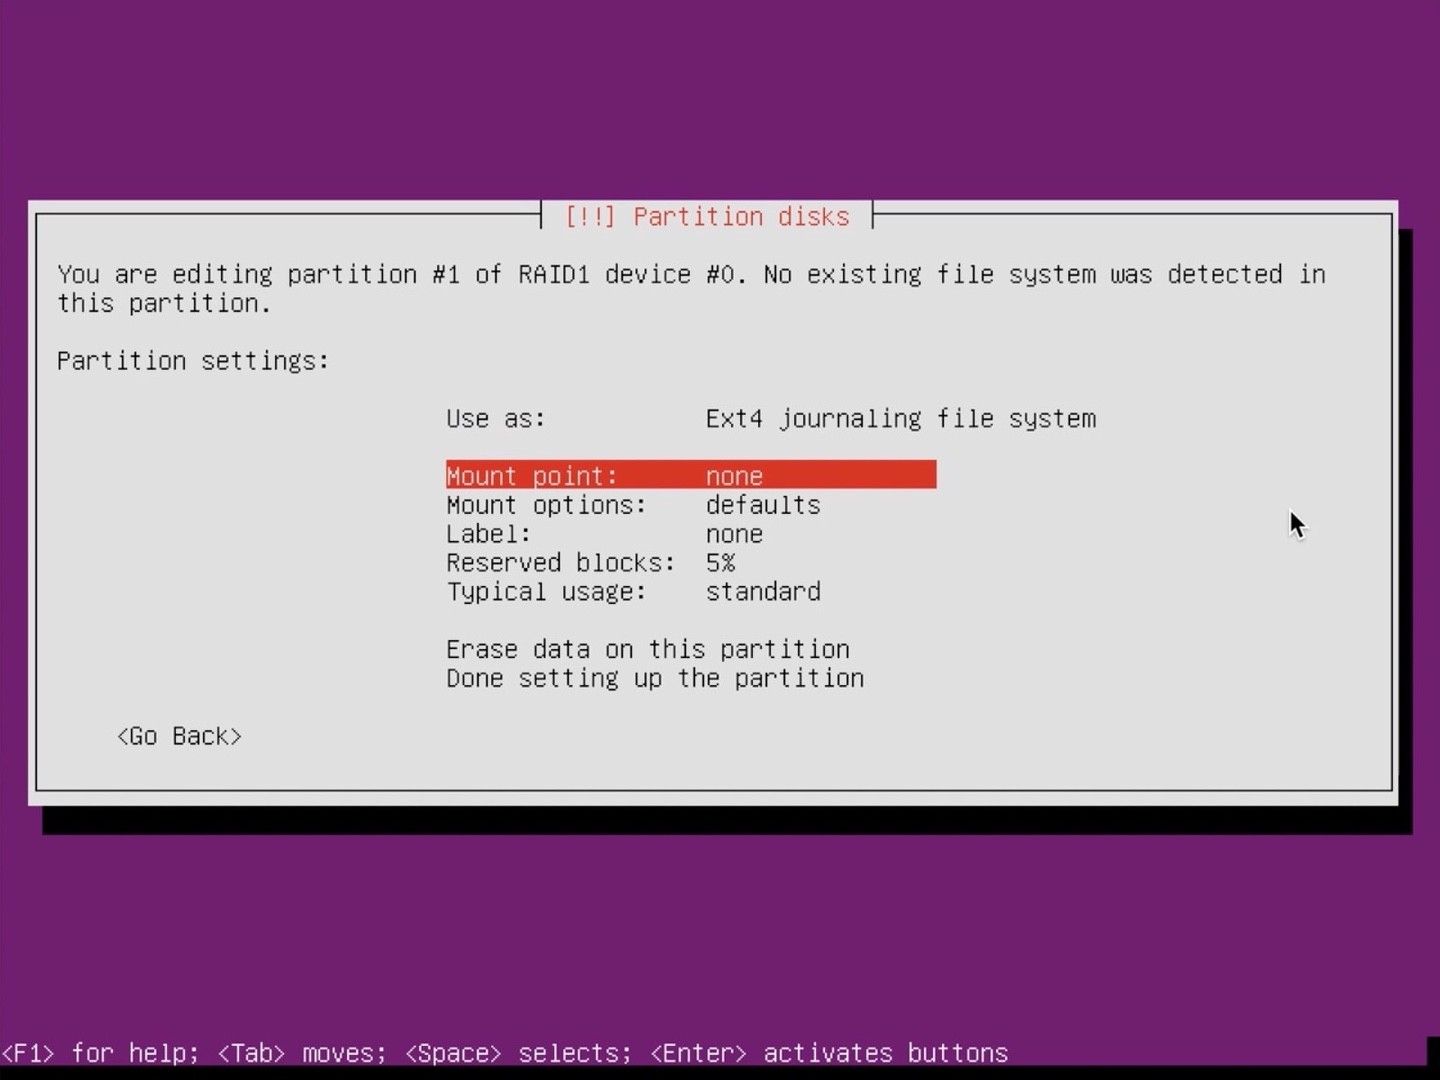 [!!] Partition disks
You are editing partition #1 of RAID1 device #0. No existing file system was detected in
this partition.
Partition settings:
Use as: Ext4 journaling file system
Mount point: none
Mount options: defaults
Label: none
Reserved blocks: 5%
Typical usage: standard
Erase data on this partition
Done setting up the partition
<Go Back>
<F1> for help; <Tab> moves; <Space> selects; <Enter> activates buttons